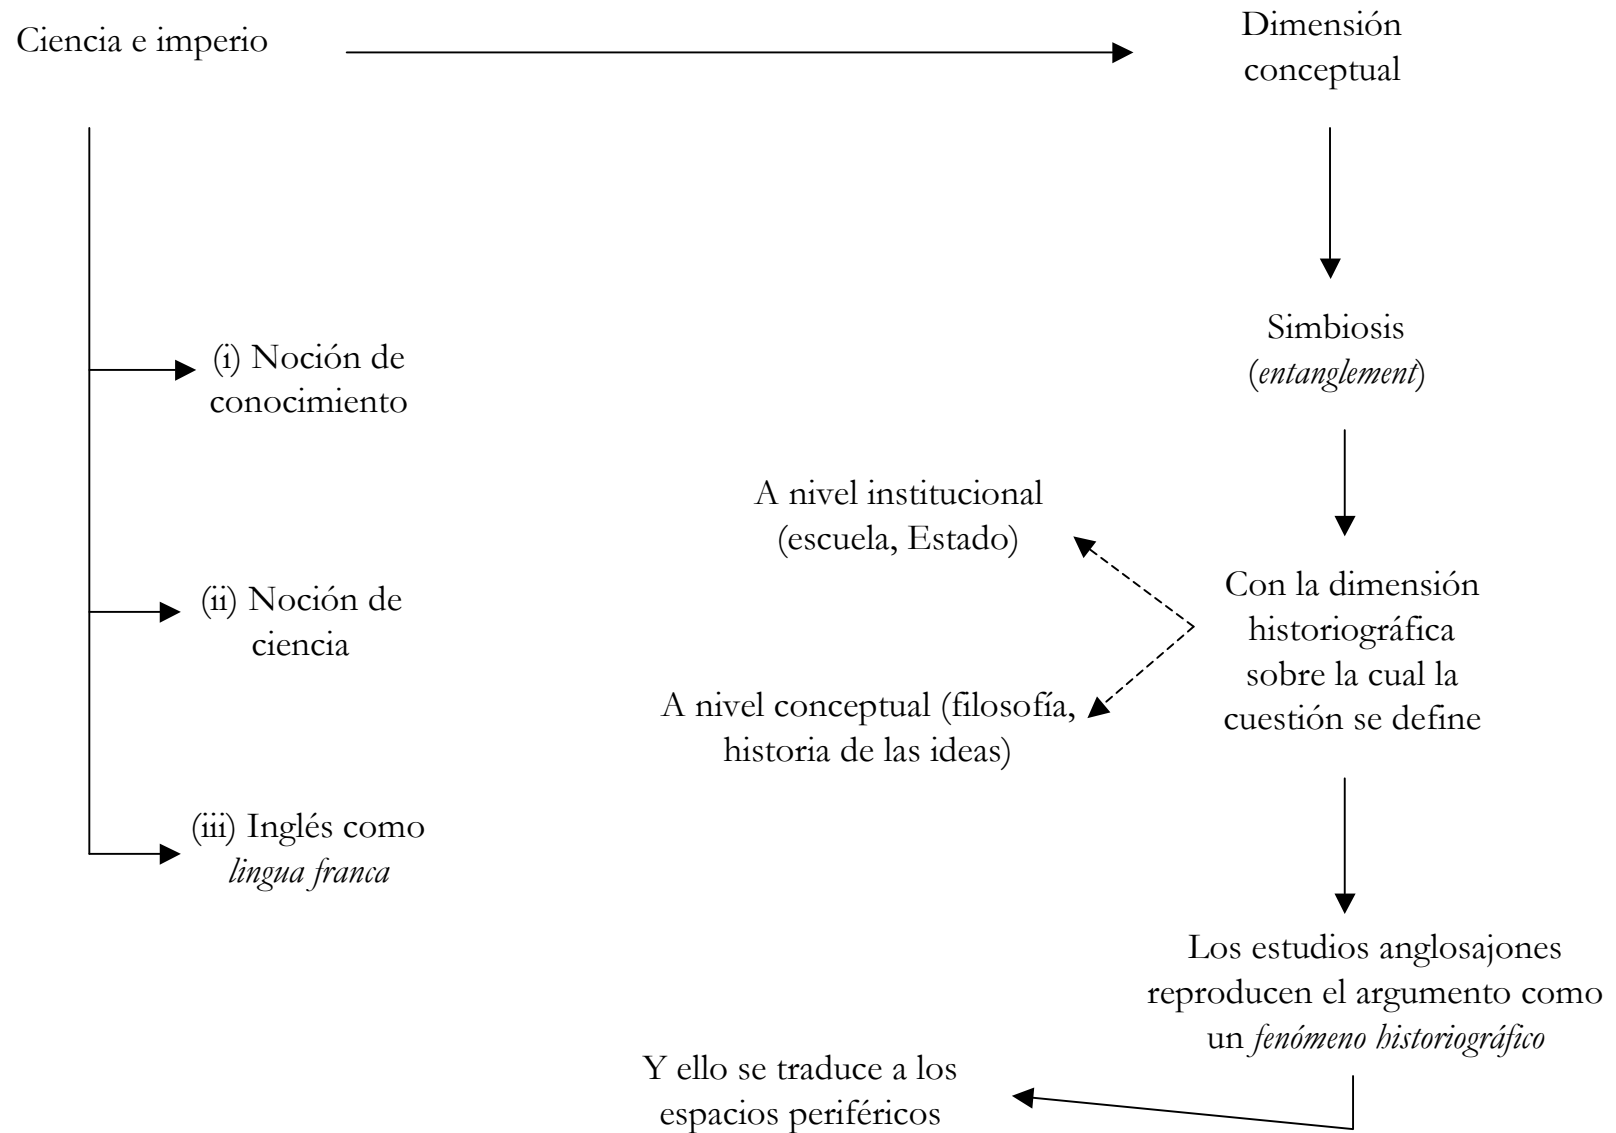 Ciencia e imperio
Dimensión
conceptual
(i) Noción de
conocimiento
(ii) Noción de
ciencia
(iii) Inglés como
lingua franca
Simbiosis
(entanglement)
A nivel institucional
(escuela, Estado)
A nivel conceptual (filosofía,
historia de las ideas)
Con la dimensión
historiográfica
sobre la cual la
cuestión se define
Los estudios anglosajones
reproducen el argumento como
un fenómeno historiográfico
Y ello se traduce a los
espacios periféricos